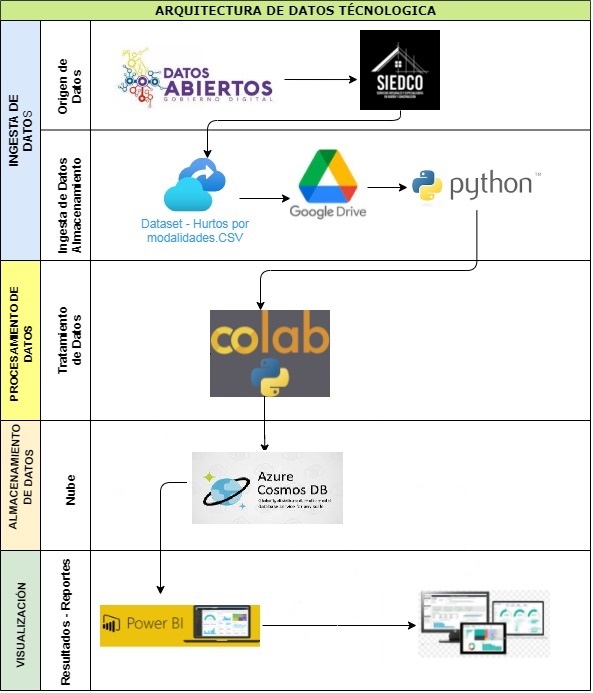 ARQUITECTURA DE DATOS TÉCNOLOGICA
INGESTA DE
DATOS
Origen de
Datos
DATOS
ABIERTOS
GOBIERNO DIGITAL
SIEDCO
Ingesta de Datos
Almacenamiento
Dataset - Hurtos por
modalidades.CSV
Google Drive
python™
PROCESAMIENTO DE
DATOS
Tratamiento
de Datos
colab
ALMACENAMIENTO
DE DATOS
Nube
Azure
Cosmos DB
VISUALIZACIÓN
Resultados - Reportes
Power BI